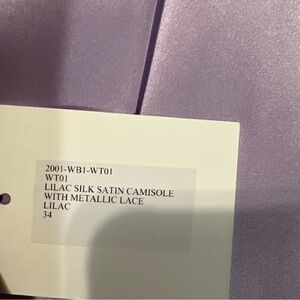 2001-WB1-WT01
WT01
LILAC SILK SATIN CAMISOLE
WITH METALLIC LACE
LILAC
34